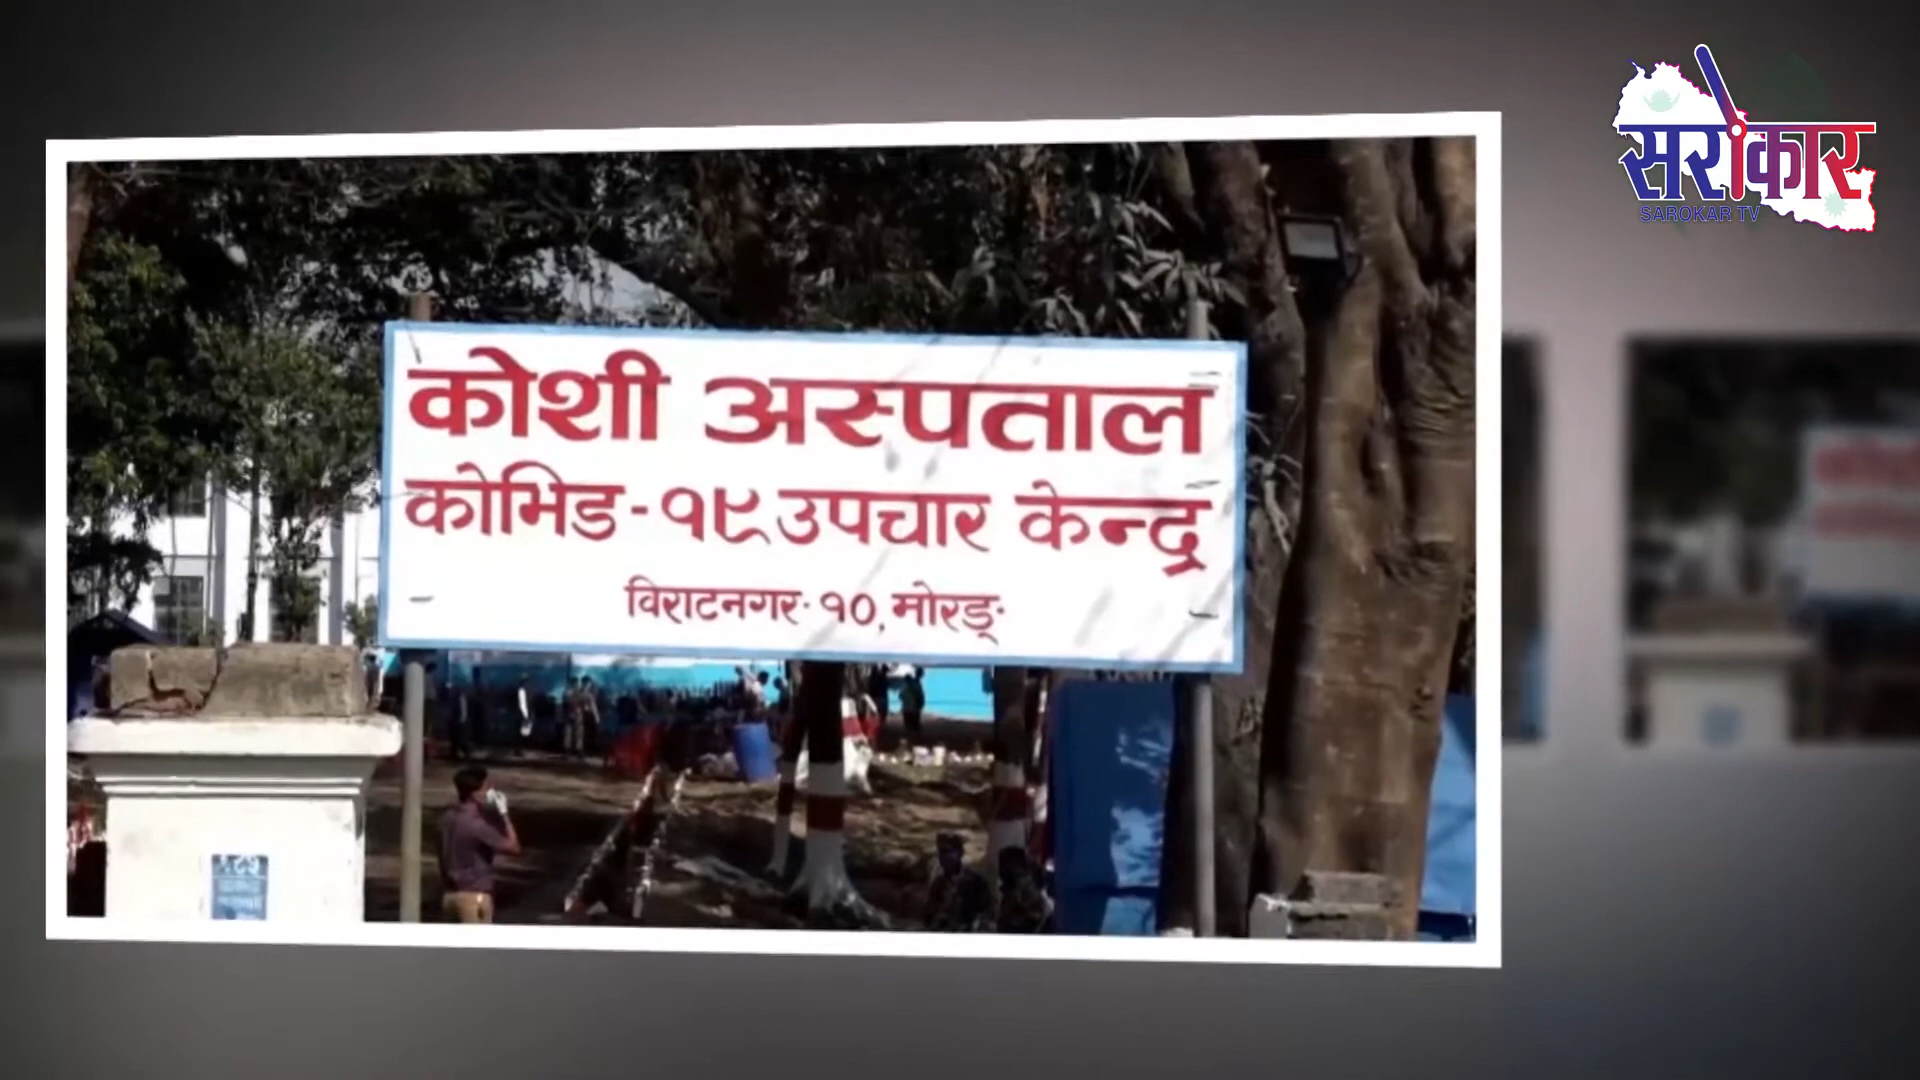 कोशी अस्पताल
कोभिड-१९ उपचार केन्द्र
विराटनगर-१०, मोरङ्ग
सरोकार
SAROKAR TV